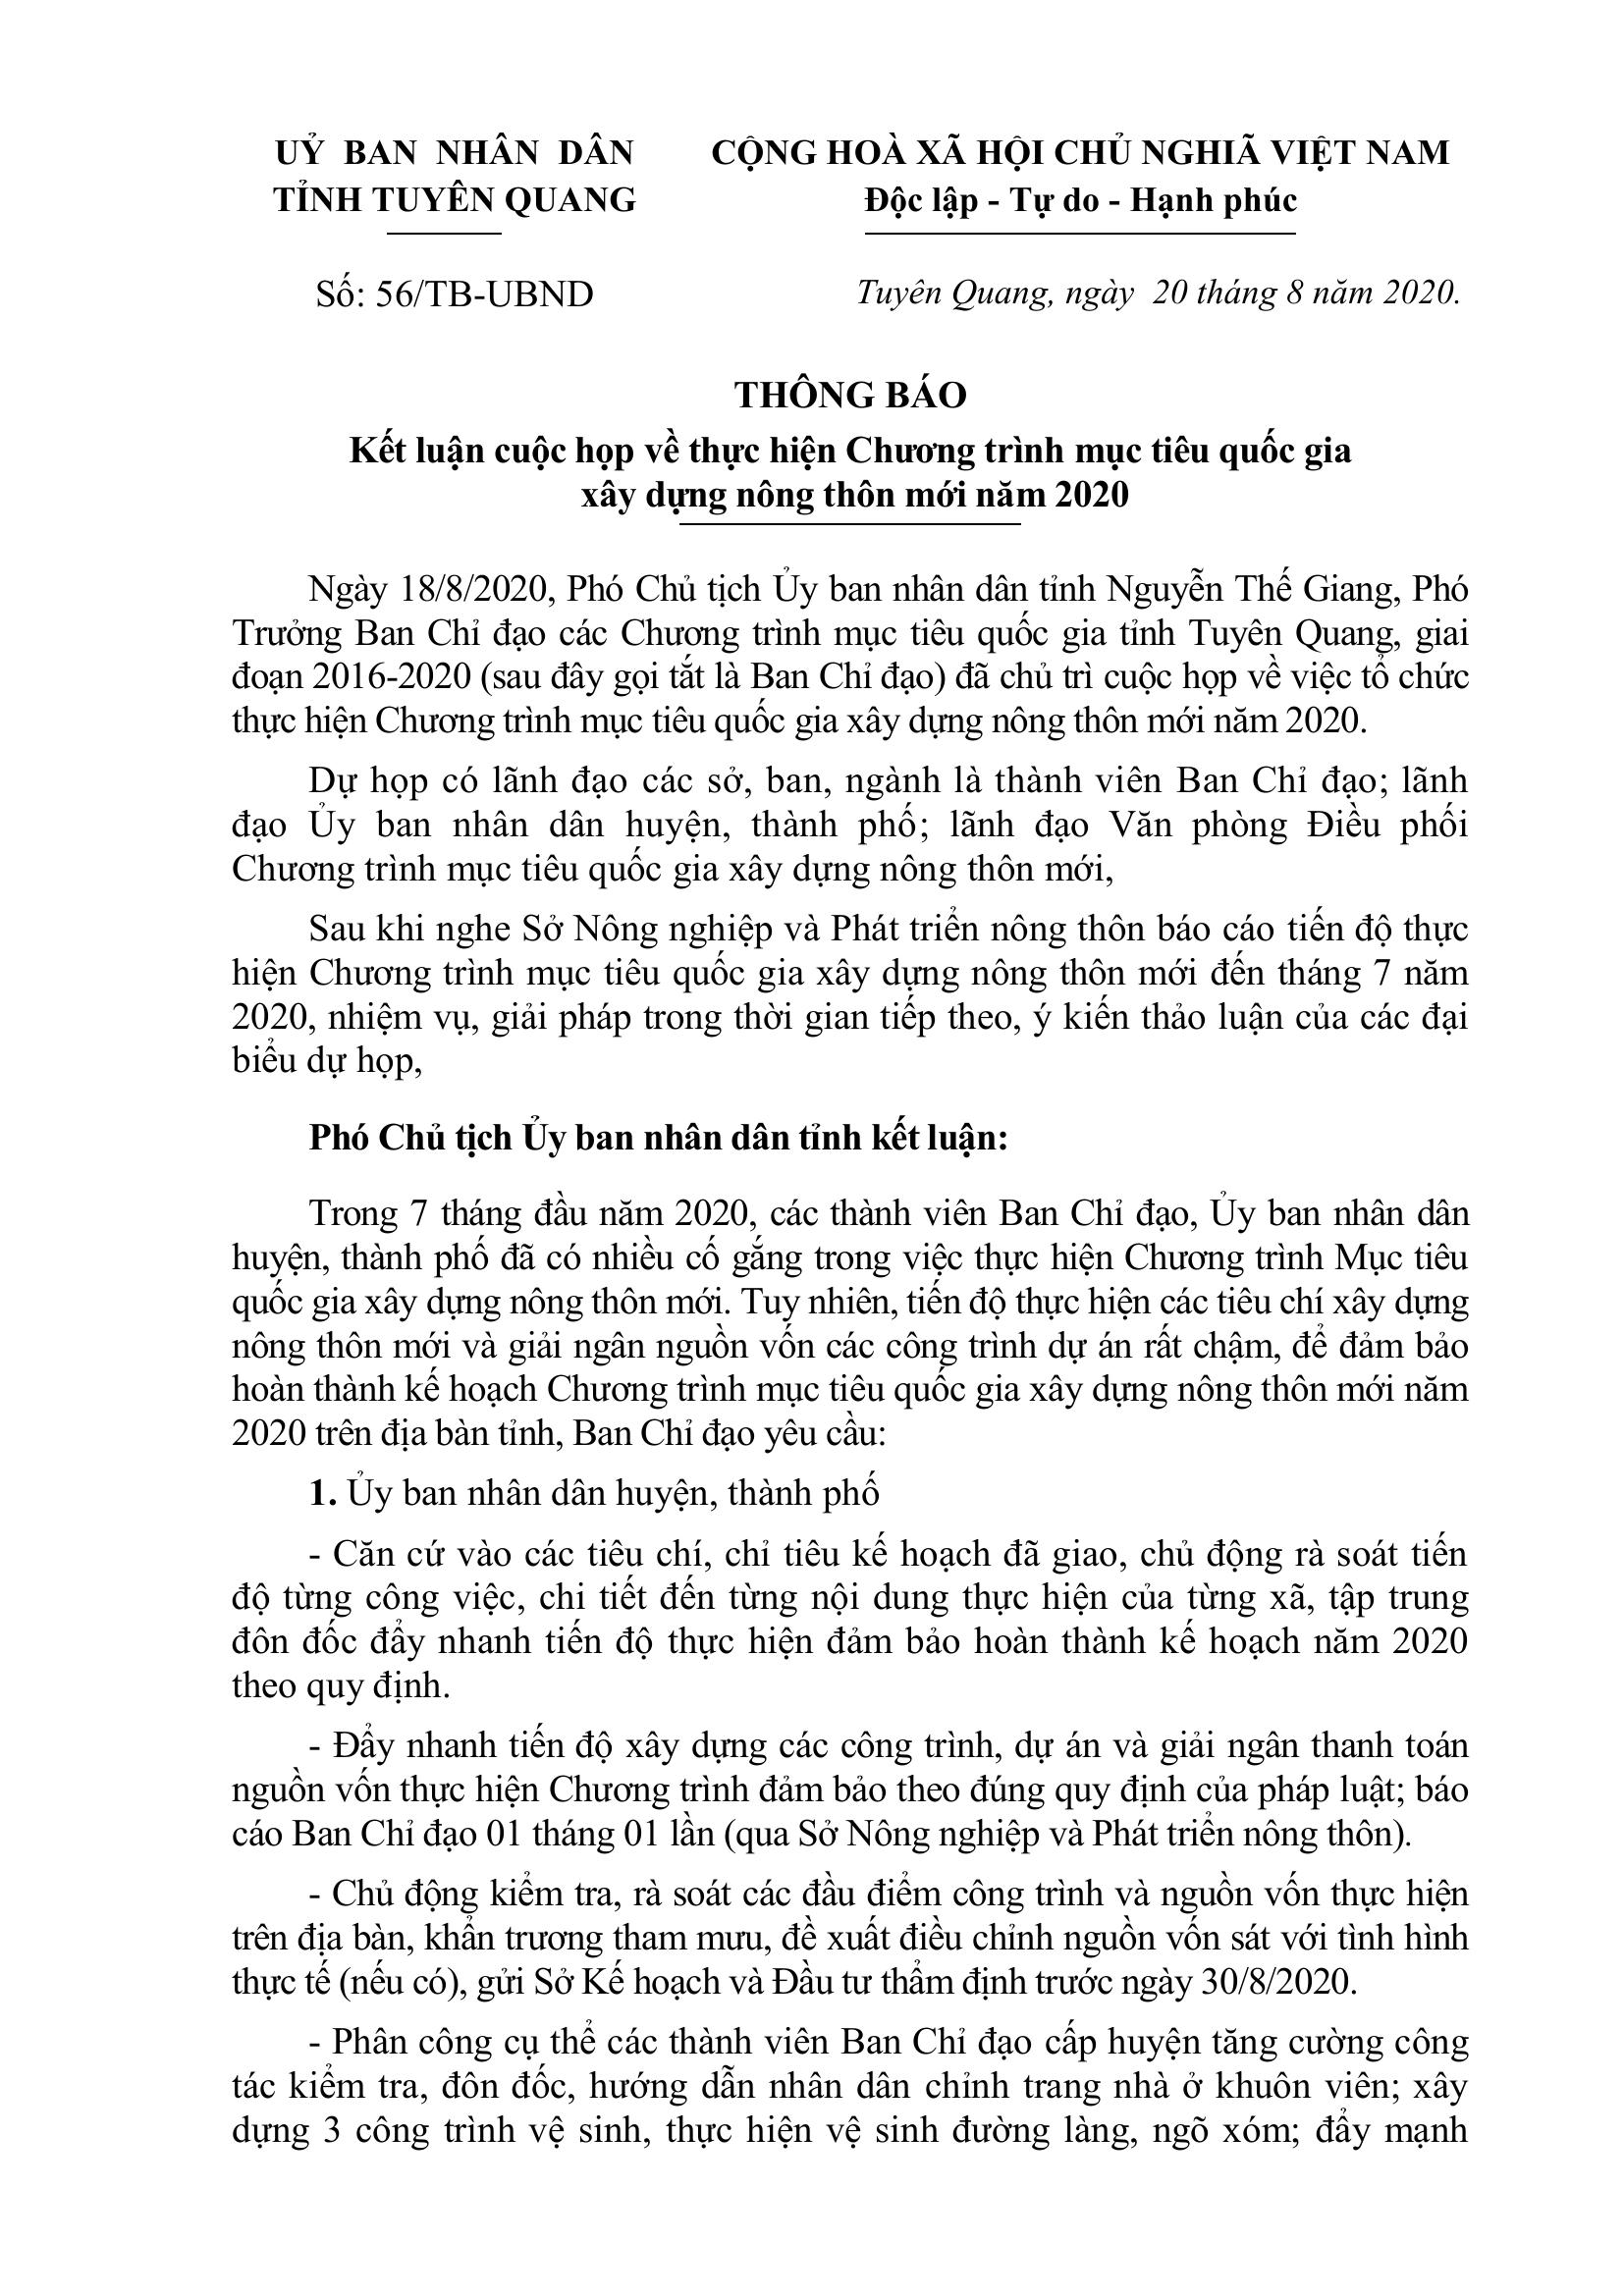 UỶ BAN NHÂN DÂN
TỈNH TUYÊN QUANG
CỘNG HOÀ XÃ HỘI CHỦ NGHIÃ VIỆT NAM
Độc lập - Tự do - Hạnh phúc
Số: 56/TB-UBND
Tuyên Quang, ngày 20 tháng 8 năm 2020.
THÔNG BÁO
Kết luận cuộc họp về thực hiện Chương trình mục tiêu quốc gia
xây dựng nông thôn mới năm 2020
Ngày 18/8/2020, Phó Chủ tịch Ủy ban nhân dân tỉnh Nguyễn Thế Giang, Phó
Trưởng Ban Chỉ đạo các Chương trình mục tiêu quốc gia tỉnh Tuyên Quang, giai
đoạn 2016-2020 (sau đây gọi tắt là Ban Chỉ đạo) đã chủ trì cuộc họp về việc tổ chức
thực hiện Chương trình mục tiêu quốc gia xây dựng nông thôn mới năm 2020.
Dự họp có lãnh đạo các sở, ban, ngành là thành viên Ban Chỉ đạo; lãnh
đạo Ủy ban nhân dân huyện, thành phố; lãnh đạo Văn phòng Điều phối
Chương trình mục tiêu quốc gia xây dựng nông thôn mới,
Sau khi nghe Sở Nông nghiệp và Phát triển nông thôn báo cáo tiến độ thực
hiện Chương trình mục tiêu quốc gia xây dựng nông thôn mới đến tháng 7 năm
2020, nhiệm vụ, giải pháp trong thời gian tiếp theo, ý kiến thảo luận của các đại
biểu dự họp,
Phó Chủ tịch Ủy ban nhân dân tỉnh kết luận:
Trong 7 tháng đầu năm 2020, các thành viên Ban Chỉ đạo, Ủy ban nhân dân
huyện, thành phố đã có nhiều cố gắng trong việc thực hiện Chương trình Mục tiêu
quốc gia xây dựng nông thôn mới. Tuy nhiên, tiến độ thực hiện các tiêu chí xây dựng
nông thôn mới và giải ngân nguồn vốn các công trình dự án rất chậm, để đảm bảo
hoàn thành kế hoạch Chương trình mục tiêu quốc gia xây dựng nông thôn mới năm
2020 trên địa bàn tỉnh, Ban Chỉ đạo yêu cầu:
1. Ủy ban nhân dân huyện, thành phố
- Căn cứ vào các tiêu chí, chỉ tiêu kế hoạch đã giao, chủ động rà soát tiến
độ từng công việc, chi tiết đến từng nội dung thực hiện của từng xã, tập trung
đôn đốc đẩy nhanh tiến độ thực hiện đảm bảo hoàn thành kế hoạch năm 2020
theo quy định.
- Đẩy nhanh tiến độ xây dựng các công trình, dự án và giải ngân thanh toán
nguồn vốn thực hiện Chương trình đảm bảo theo đúng quy định của pháp luật; báo
cáo Ban Chỉ đạo 01 tháng 01 lần (qua Sở Nông nghiệp và Phát triển nông thôn).
- Chủ động kiểm tra, rà soát các đầu điểm công trình và nguồn vốn thực hiện
trên địa bàn, khẩn trương tham mưu, đề xuất điều chỉnh nguồn vốn sát với tình hình
thực tế (nếu có), gửi Sở Kế hoạch và Đầu tư thẩm định trước ngày 30/8/2020.
- Phân công cụ thể các thành viên Ban Chỉ đạo cấp huyện tăng cường công
tác kiểm tra, đôn đốc, hướng dẫn nhân dân chỉnh trang nhà ở khuôn viên; xây
dựng 3 công trình vệ sinh, thực hiện vệ sinh đường làng, ngõ xóm; đẩy mạnh